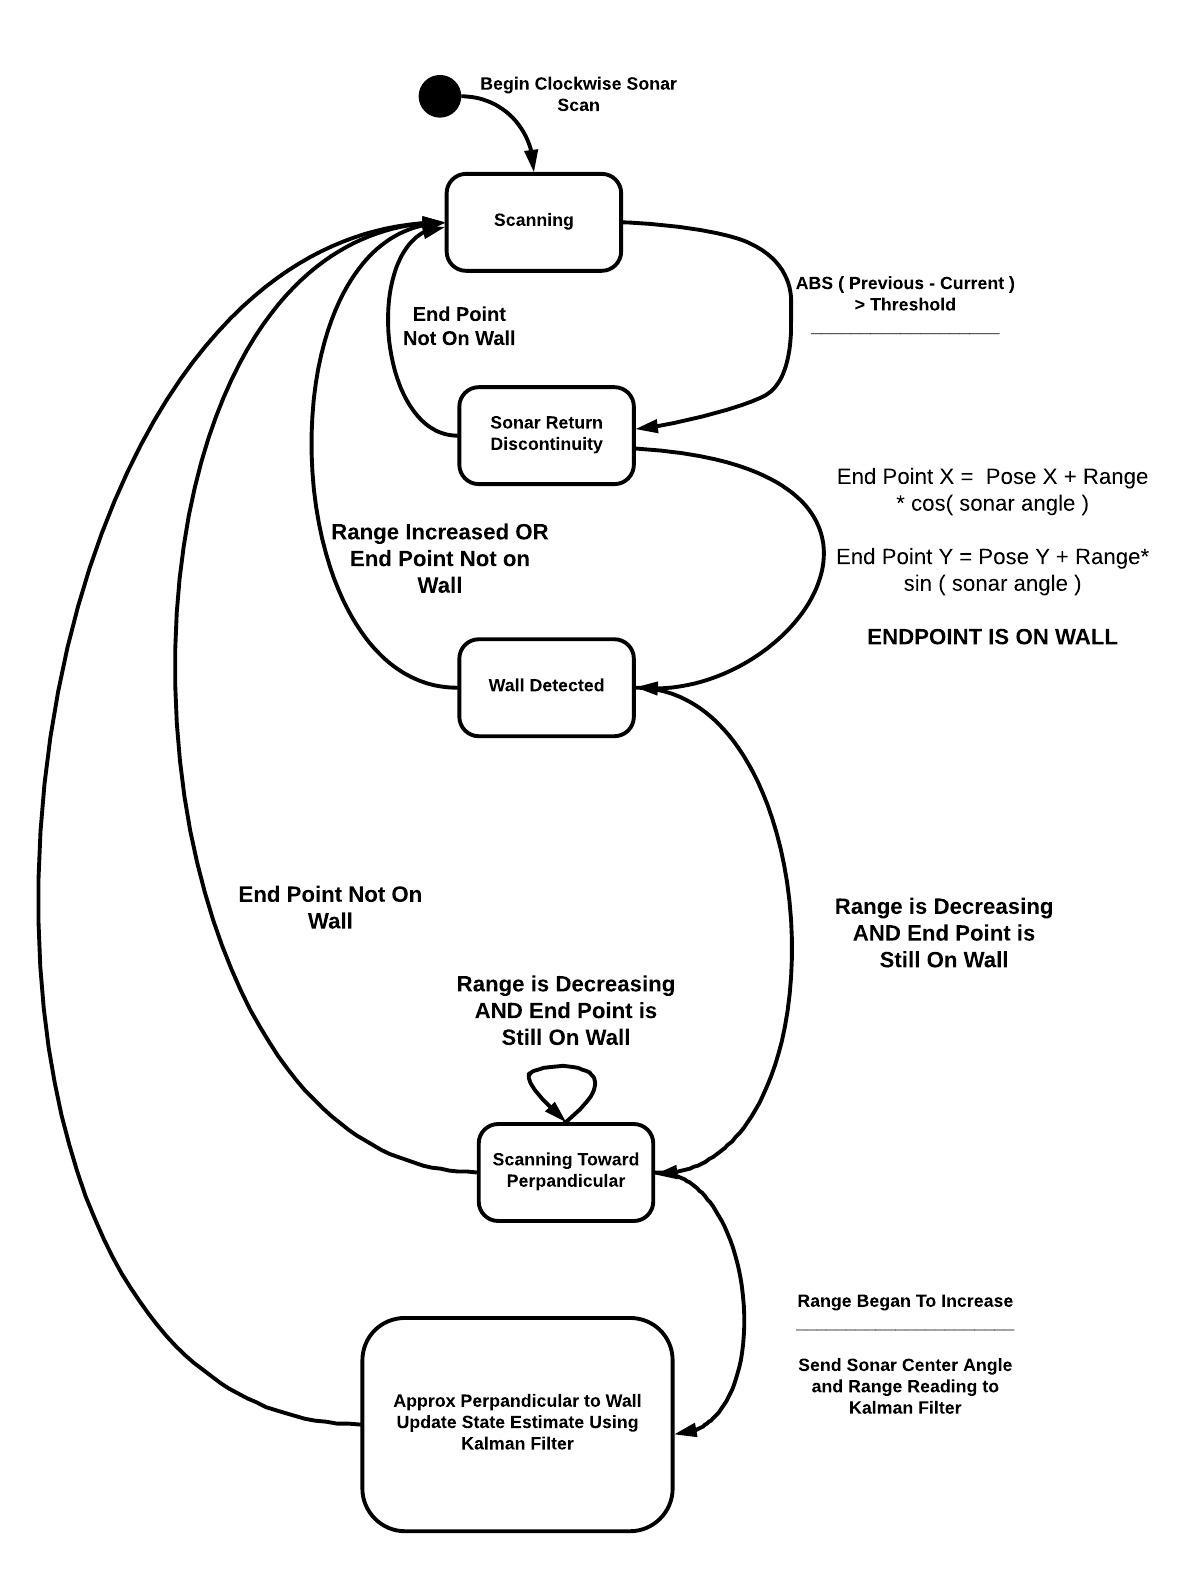 Begin Clockwise Sonar
Scan
Scanning
ABS ( Previous - Current )
> Threshold
End Point
Not On Wall
Sonar Return
Discontinuity
End Point X =  Pose X + Range
* cos( sonar angle )
End Point Y = Pose Y + Range*
sin ( sonar angle )
ENDPOINT IS ON WALL
Range Increased OR
End Point Not on
Wall
Wall Detected
End Point Not On
Wall
Range is Decreasing
AND End Point is
Still On Wall
Range is Decreasing
AND End Point is
Still On Wall
Scanning Toward
Perpandicular
Range Began To Increase
Send Sonar Center Angle
and Range Reading to
Kalman Filter
Approx Perpandicular to Wall
Update State Estimate Using
Kalman Filter